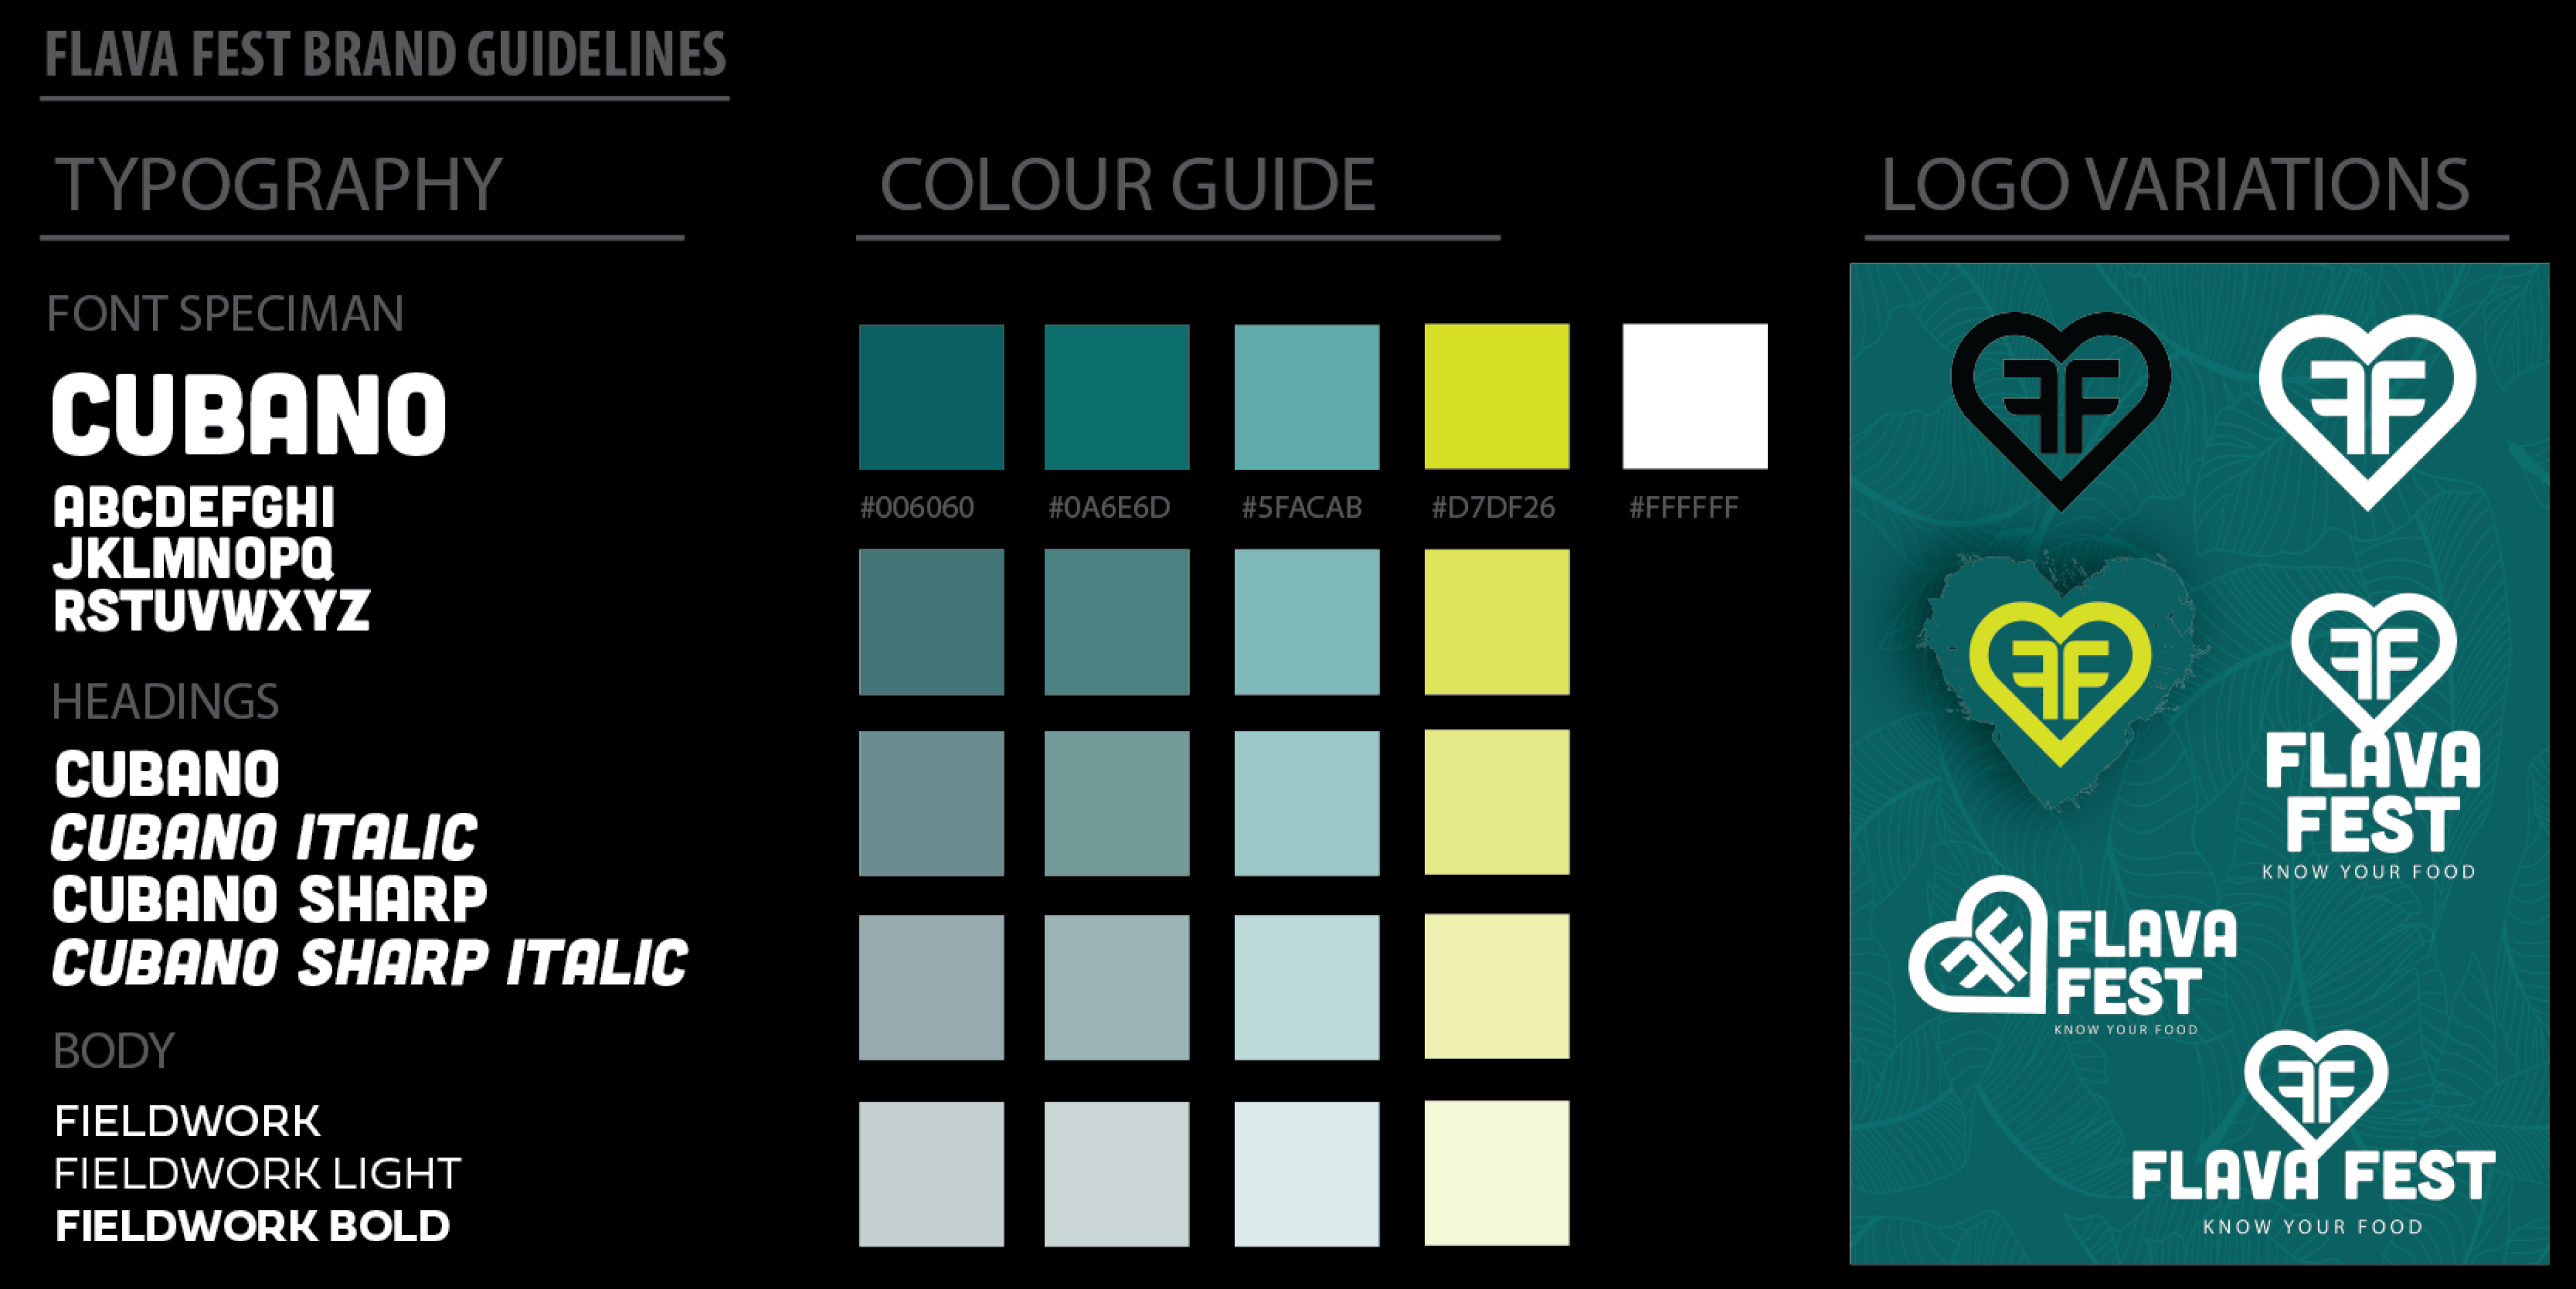 FLAVA FEST BRAND GUIDELINES
TYPOGRAPHY
FONT SPECIMAN
CUBANO
ABCDEFGHI
JKLMNOPQ
RSTUVWXYZ
HEADINGS
CUBANO
CUBANO ITALIC
CUBANO SHARP
CUBANO SHARP ITALIC
BODY
FIELDWORK
FIELDWORK LIGHT
FIELDWORK BOLD
COLOUR GUIDE
#006060 #0A6E6D #5FACAB #D7DF26 #FFFFFF
LOGO VARIATIONS
FF
FF
FF
FF
FLAVA
FEST
KNOW YOUR FOOD
FF
FLAVA
FEST
KNOW YOUR FOOD
FF
FLAVA FEST
KNOW YOUR FOOD